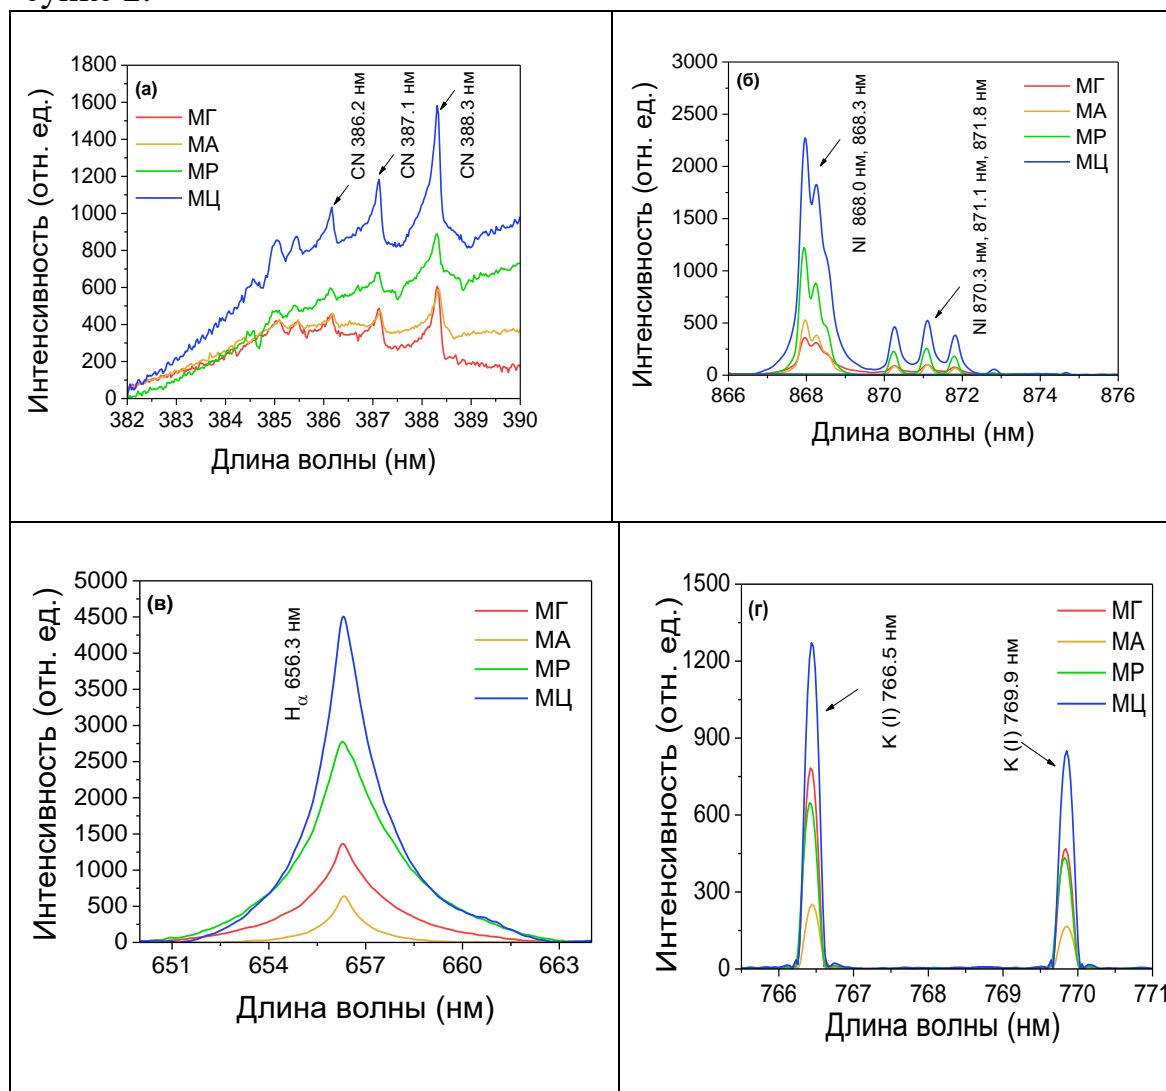 (а)
МГ
МА
МР
МЦ
CN 386.2 нм
CN 387.1 нм
CN 388.3 нм
1800
1600
1400
1200
1000
800
600
400
200
0
382 383 384 385 386 387 388 389 390
Интенсивность (отн. ед.)
Длина волны (нм)
(б)
МГ
МА
МР
МЦ
NI 868.0 нм, 868.3 нм
NI 870.3 нм, 871.1 нм, 871.8 нм
3000
2500
2000
1500
1000
500
0
866 868 870 872 874 876
Интенсивность (отн. ед.)
Длина волны (нм)
(в)
МГ
МА
МР
МЦ
Hα 656.3 нм
5000
4500
4000
3500
3000
2500
2000
1500
1000
500
0
651 654 657 660 663
Интенсивность (отн. ед.)
Длина волны (нм)
(г)
МГ
МА
МР
МЦ
K (I) 766.5 нм
K (I) 769.9 нм
1500
1200
900
600
300
0
766 767 768 769 770 771
Интенсивность (отн. ед.)
Длина волны (нм)